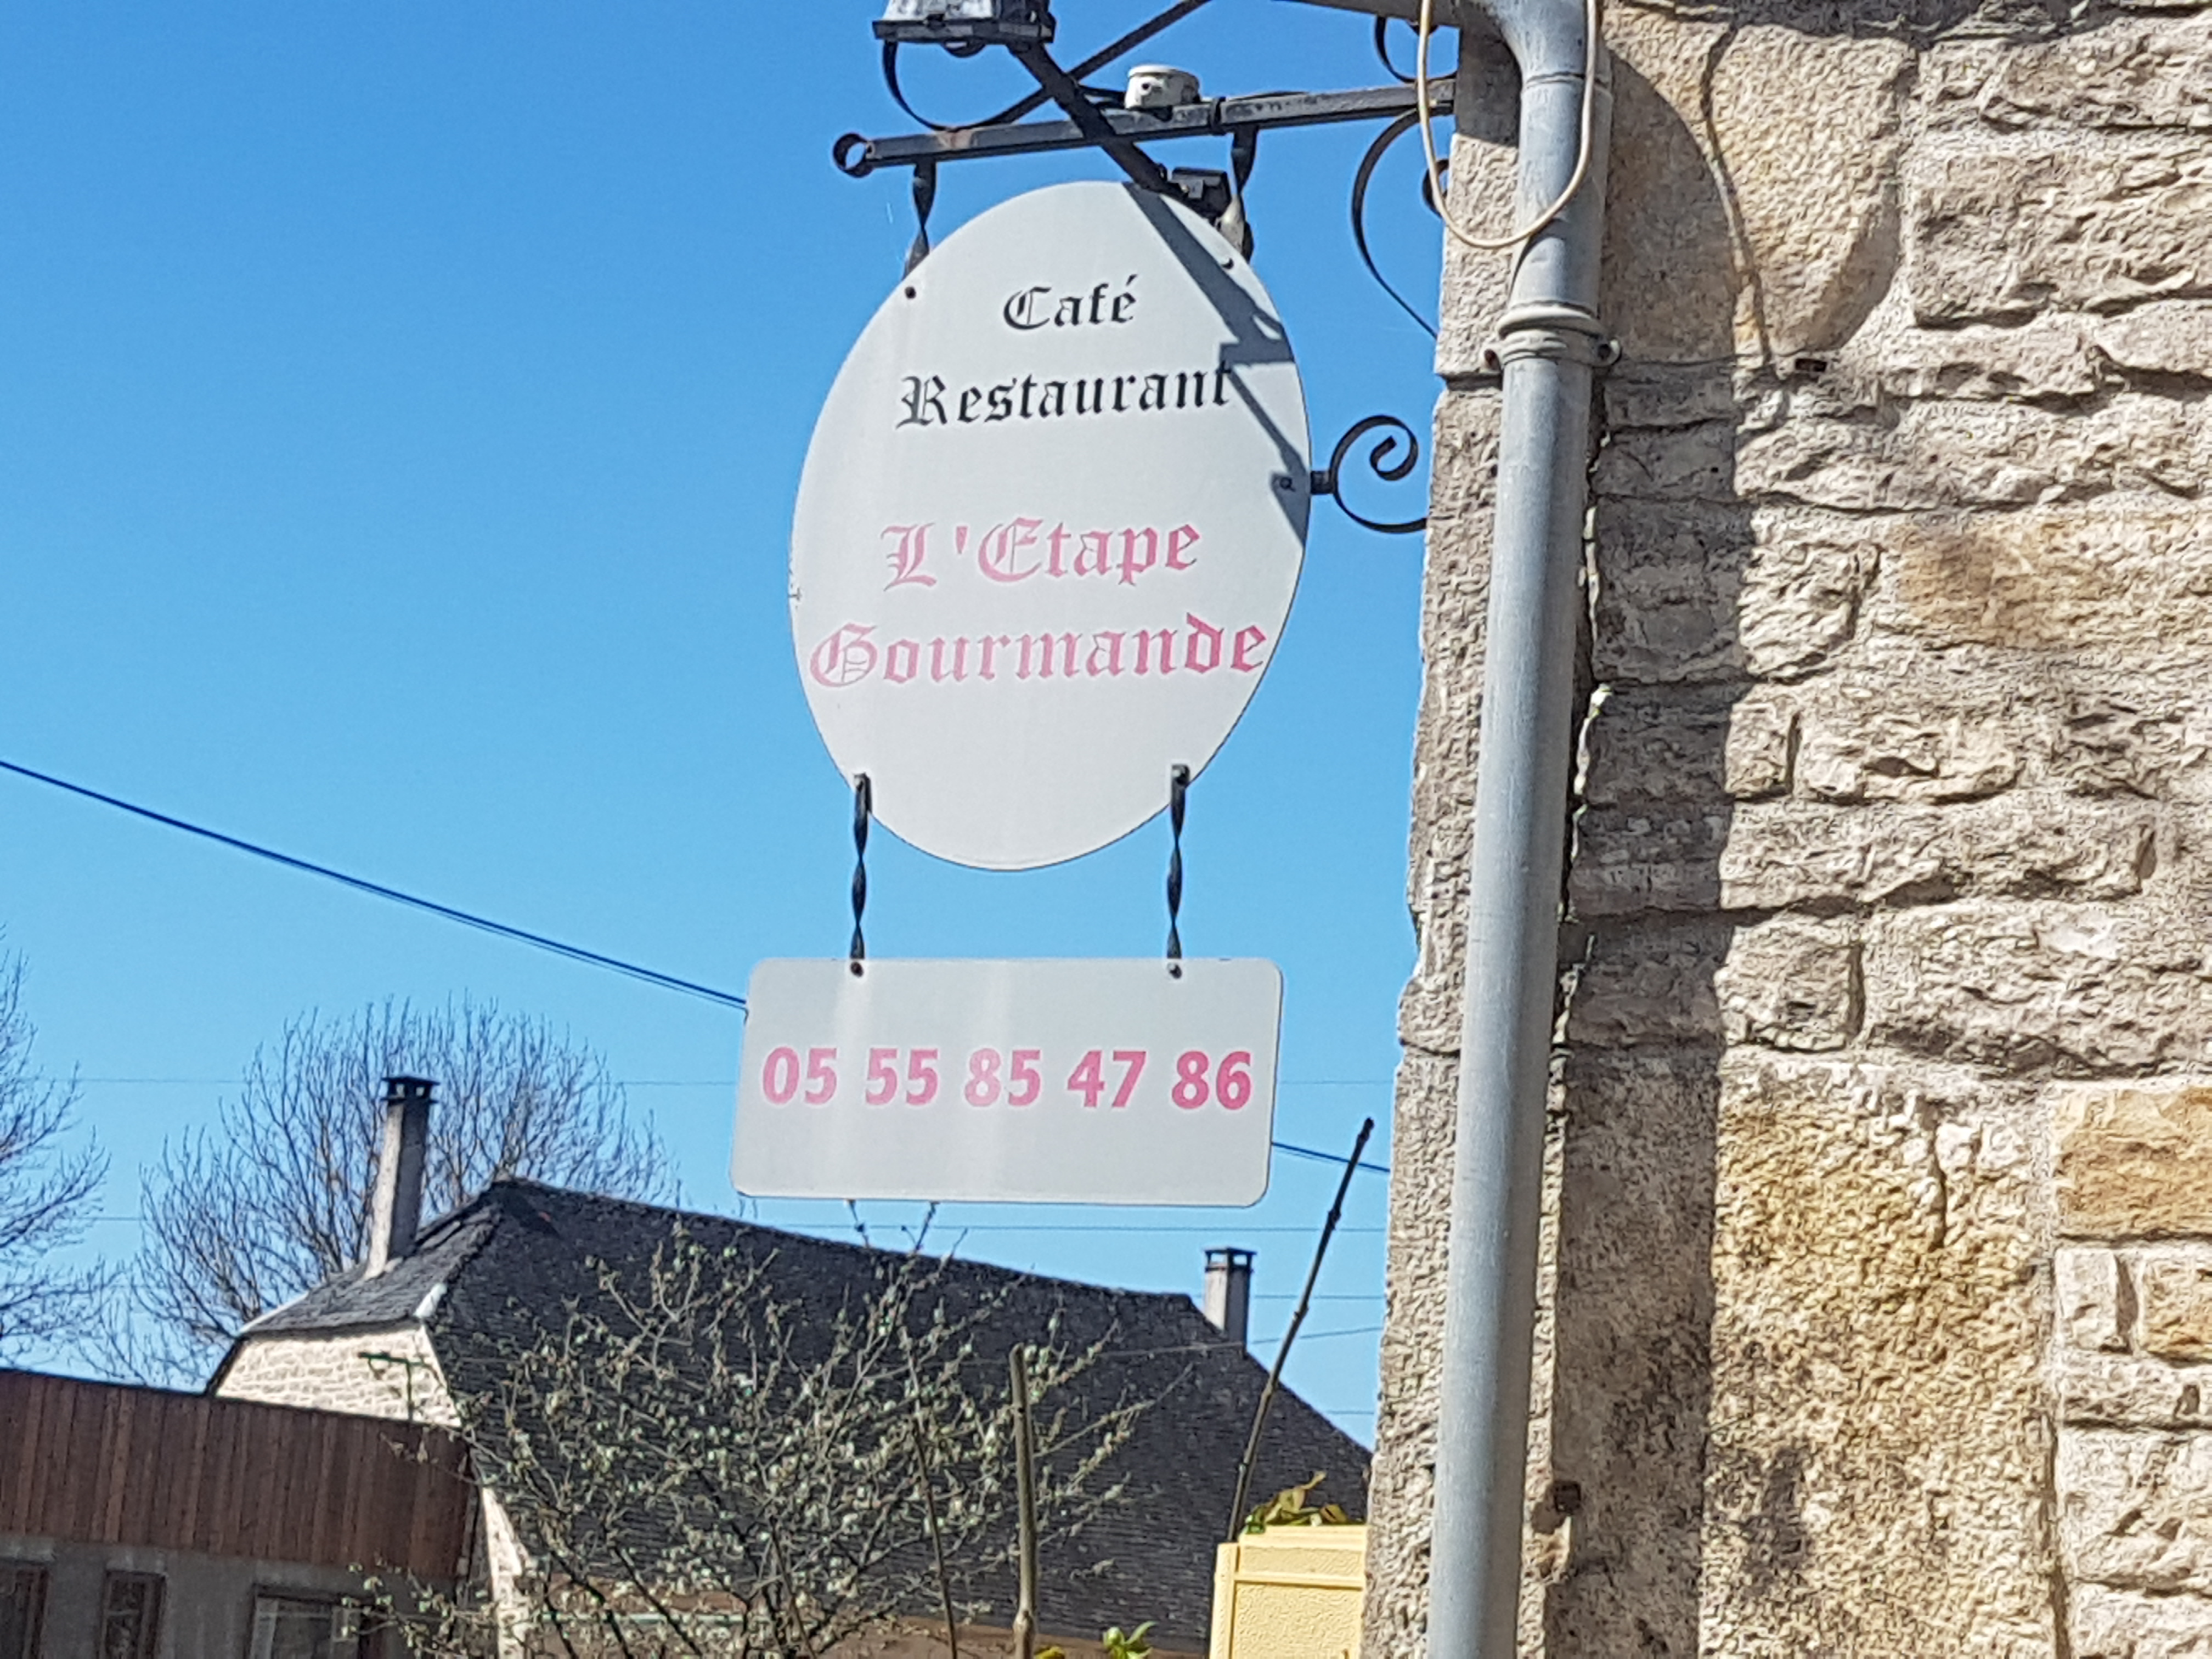 Café
Restaurant
L'Etape
Gourmande
05 55 85 47 86